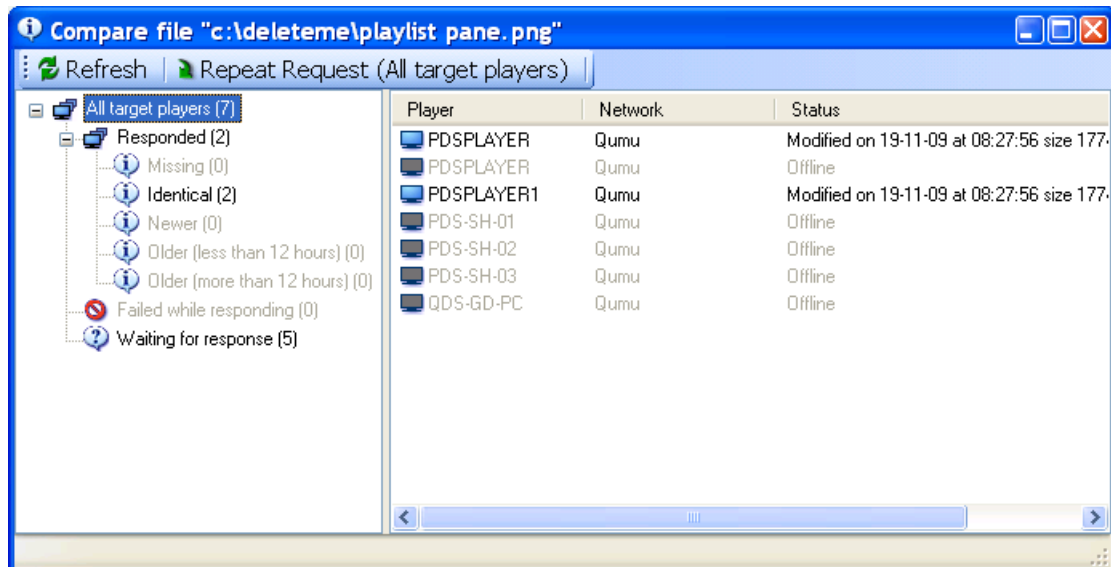 Compare file "c:\deleteme\playlist pane.png"
Refresh Repeat Request (All target players)
All target players (7)
Responded (2)
Missing (0)
Identical (2)
Newer (0)
Older (less than 12 hours) (0)
Older (more than 12 hours) (0)
Failed while responding (0)
Waiting for response (5)
Player Network Status
PDSPLAYER Qumu Modified on 19-11-09 at 08:27:56 size 177
PDSPLAYER Qumu Offline
PDSPLAYER1 Qumu Modified on 19-11-09 at 08:27:56 size 177
PDS-SH-01 Qumu Offline
PDS-SH-02 Qumu Offline
PDS-SH-03 Qumu Offline
QDS-GD-PC Qumu Offline